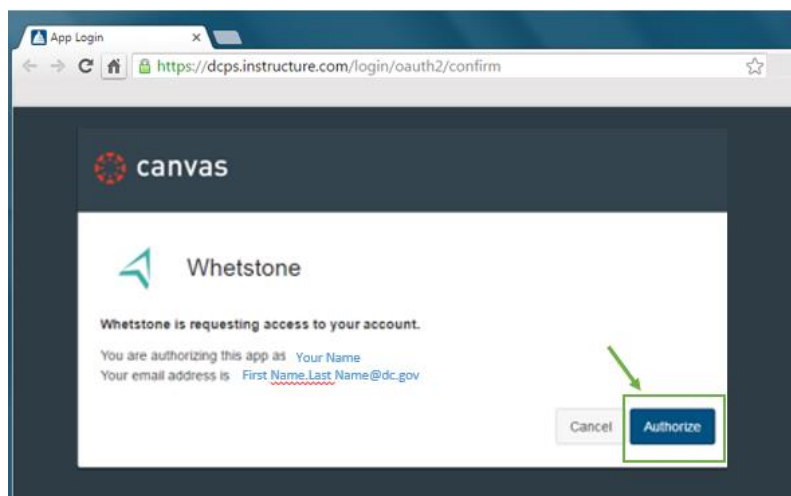 App Login
https://dcps.instructure.com/login/oauth2/confirm
canvas
Whetstone
Whetstone is requesting access to your account.
You are authorizing this app as Your Name
Your email address is First Name.Last Name@dc.gov
Cancel Authorize